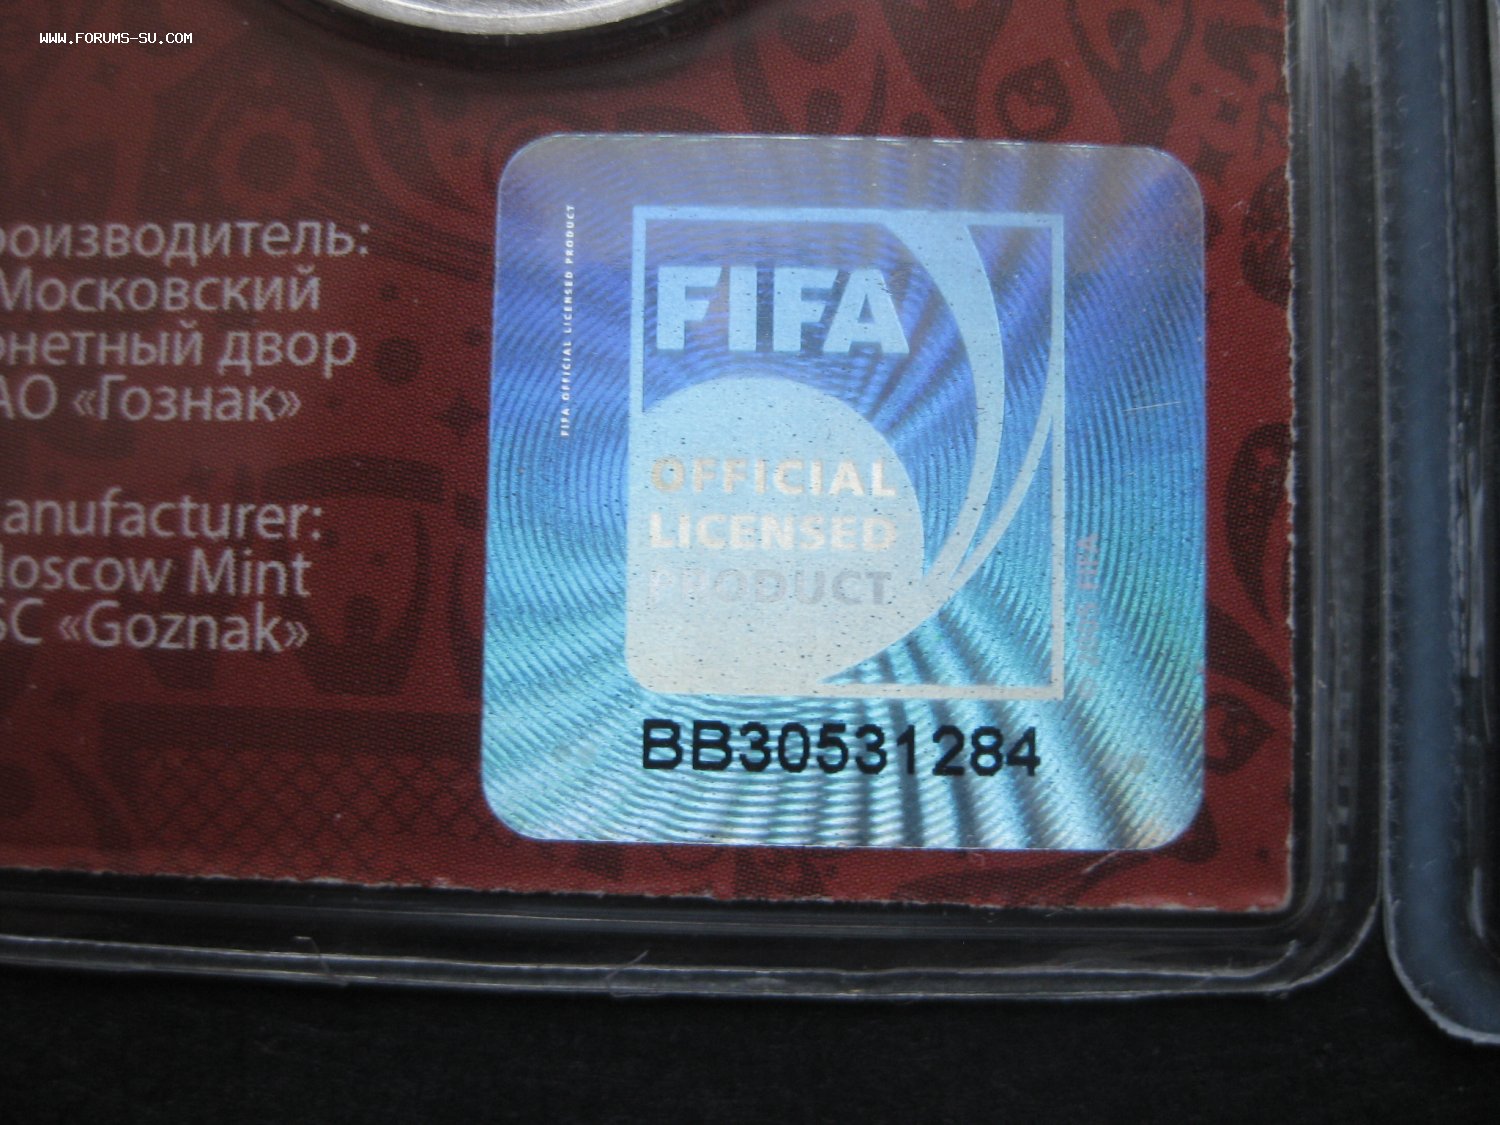 WWW.FORUMS-SU.COM
роизводитель:
Московский
онетный двор
АО «Гознак»
anufacturer:
oscow Mint
SC «Goznak»
FIFA OFFICIAL LICENSED PRODUCT
FIFA
OFFICIAL
LICENSED
PRODUCT
BB30531284